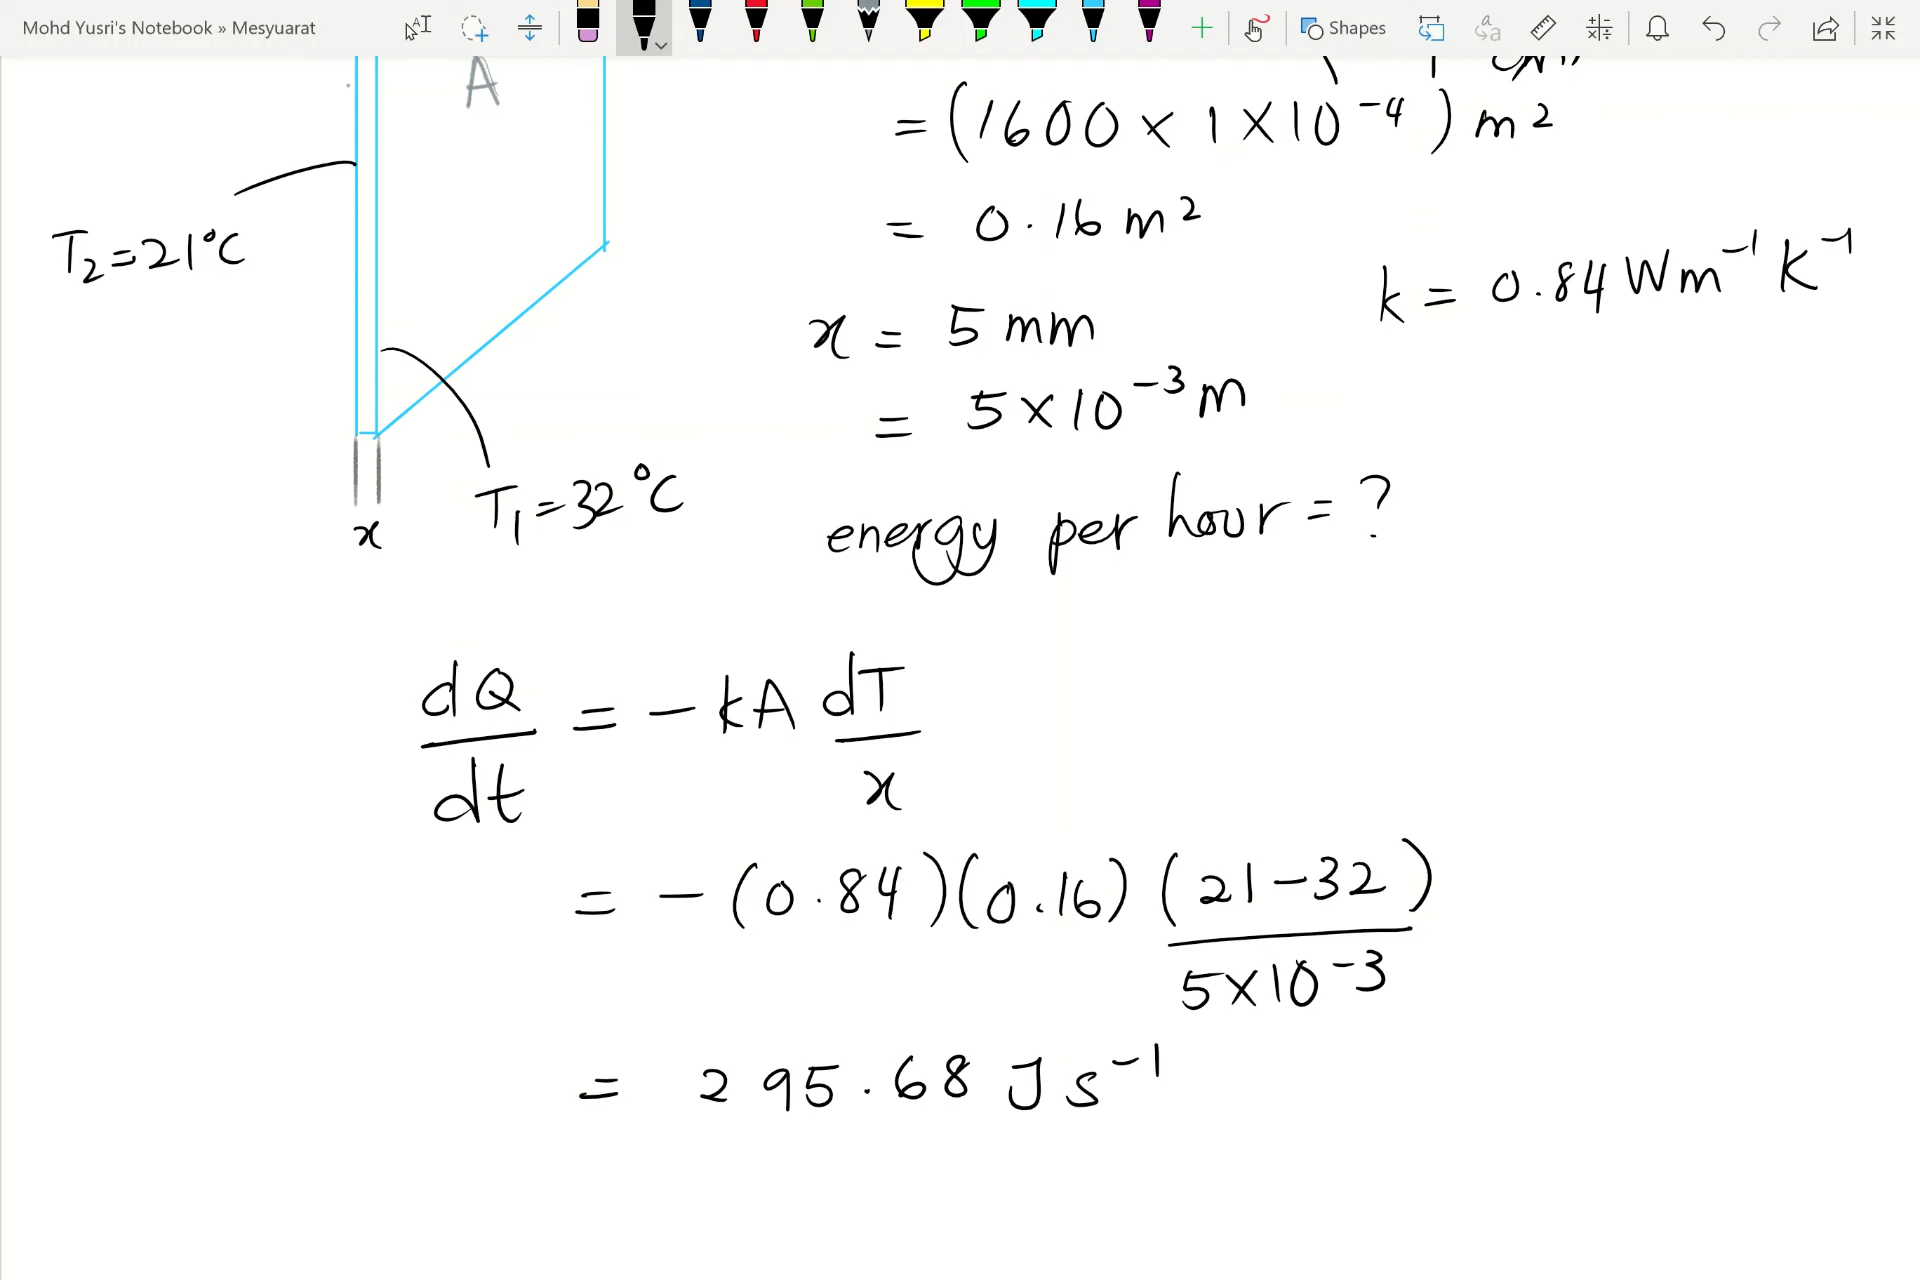 Mohd Yusri's Notebook » Mesyuarat
Shapes
A
= (1600 × 1 × 10⁻⁴) m²
= 0.16 m²
T₂ = 21°C
k = 0.84 Wm⁻¹ K⁻¹
x = 5 mm
= 5 × 10⁻³ m
T₁ = 32°C
x
energy per hour = ?
dQ/dt = − kA dT/x
= − (0.84)(0.16) (21 − 32)/5 × 10⁻³
= 295.68 J s⁻¹